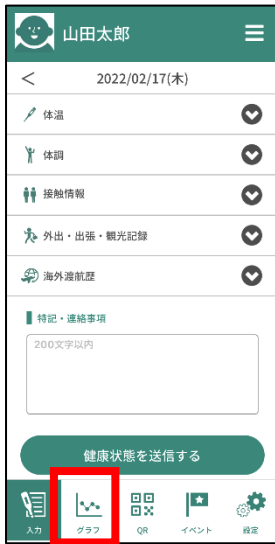 山田太郎
< 2022/02/17(木)
体温
体調
接触情報
外出・出張・観光記録
海外渡航歴
特記・連絡事項
200文字以内
健康状態を送信する
入力 グラフ QR イベント 設定